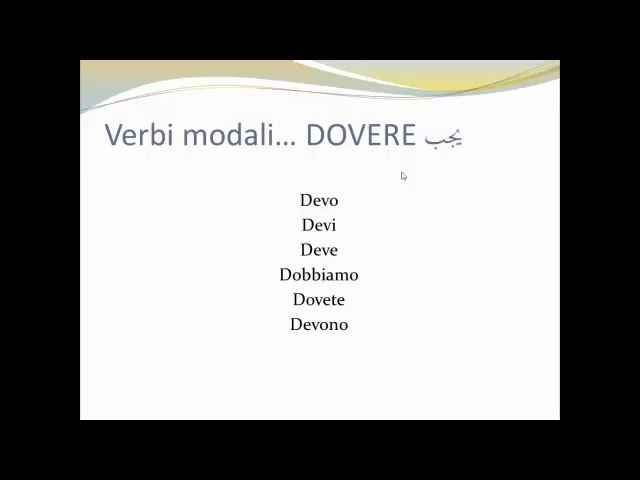 Verbi modali... DOVERE يجب
Devo
Devi
Deve
Dobbiamo
Dovete
Devono